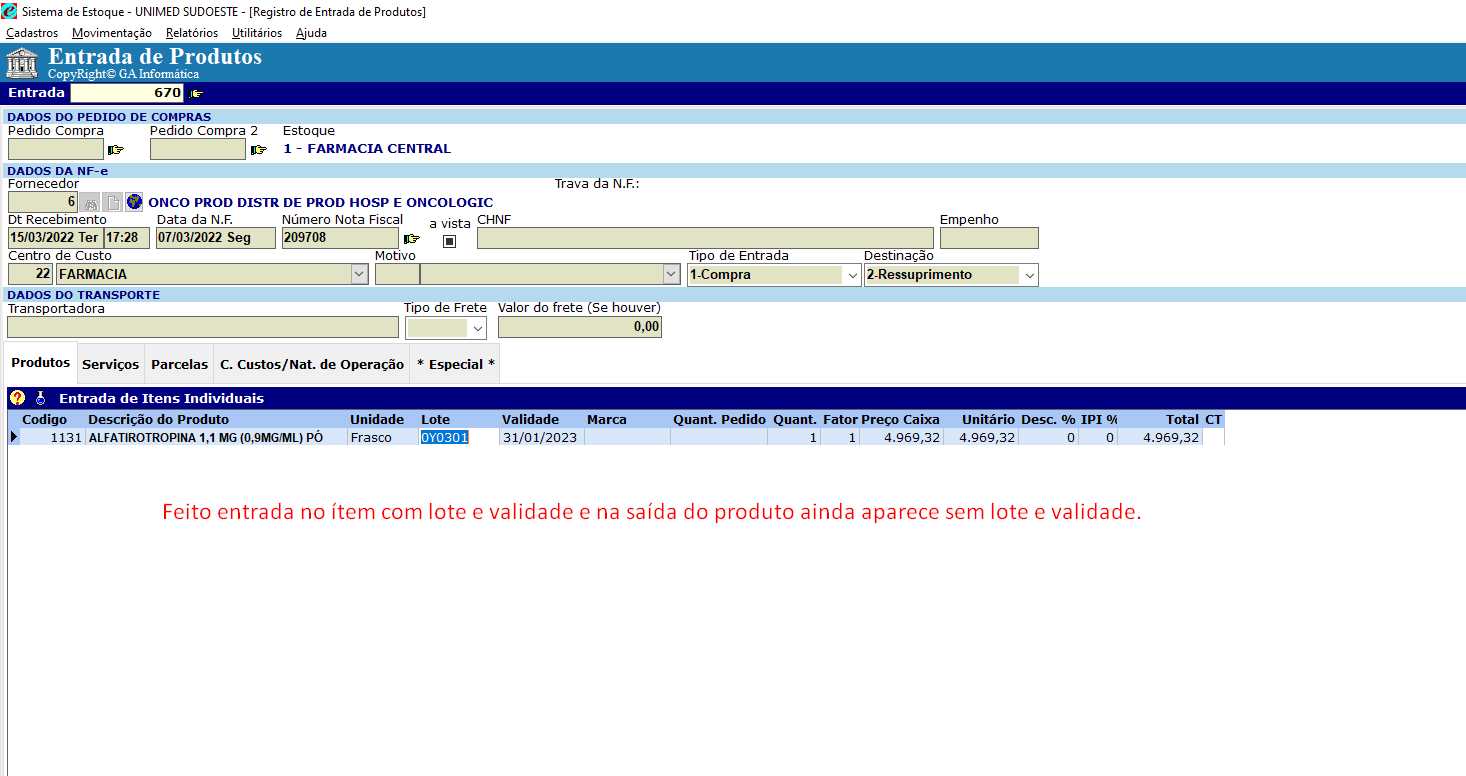 Sistema de Estoque - UNIMED SUDOESTE - [Registro de Entrada de Produtos]
Cadastros Movimentação Relatórios Utilitários Ajuda
Entrada de Produtos
CopyRight© GA Informática
Entrada 670
DADOS DO PEDIDO DE COMPRAS
Pedido Compra Pedido Compra 2 Estoque
1 - FARMACIA CENTRAL
DADOS DA NF-e
Fornecedor Trava da N.F.:
6 ONCO PROD DISTR DE PROD HOSP E ONCOLOGIC
Dt Recebimento Data da N.F. Número Nota Fiscal a vista CHNF Empenho
15/03/2022 Ter 17:28 07/03/2022 Seg 209708
Centro de Custo Motivo Tipo de Entrada Destinação
22 FARMACIA 1-Compra 2-Ressuprimento
DADOS DO TRANSPORTE
Transportadora Tipo de Frete Valor do frete (Se houver)
0,00
Produtos Serviços Parcelas C. Custos/Nat. de Operação * Especial *
Entrada de Itens Individuais
Codigo Descrição do Produto Unidade Lote Validade Marca Quant. Pedido Quant. Fator Preço Caixa Unitário Desc. % IPI % Total CT
1131 ALFATIROTROPINA 1,1 MG (0,9MG/ML) PÓ Frasco 0Y0301 31/01/2023 1 1 4.969,32 4.969,32 0 0 4.969,32
Feito entrada no ítem com lote e validade e na saída do produto ainda aparece sem lote e validade.